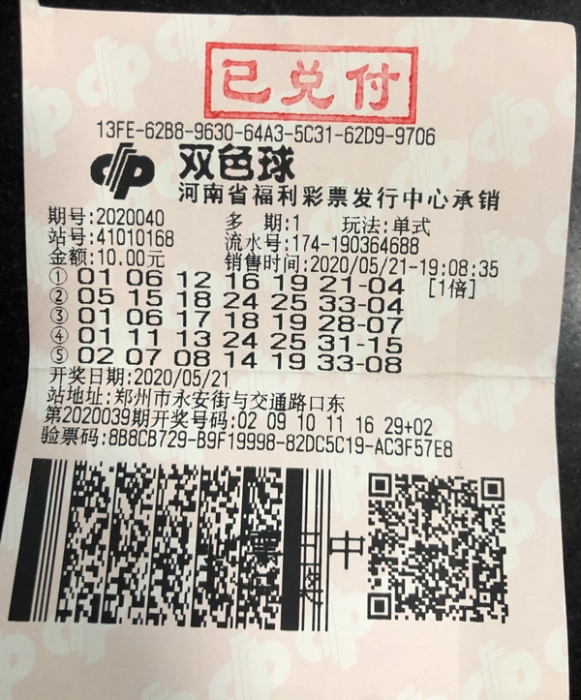 已兑付
13FE-62B8-9630-64A3-5C31-62D9-9706
双色球
河南省福利彩票发行中心承销
期号:2020040 多 期:1 玩法:单式
站号:41010168 流水号:174-190364688
金额:10.00元 销售时间:2020/05/21-19:08:35
① 01 06 12 16 19 21-04 [1倍]
② 05 15 18 24 25 33-04
③ 01 06 17 18 19 28-07
④ 01 11 13 24 25 31-15
⑤ 02 07 08 14 19 33-08
开奖日期:2020/05/21
站地址:郑州市永安街与交通路口东
第2020039期开奖号码:02 09 10 11 16 29+02
验票码:8B8CB729-B9F19998-82DC5C19-AC3F57E8
票 中